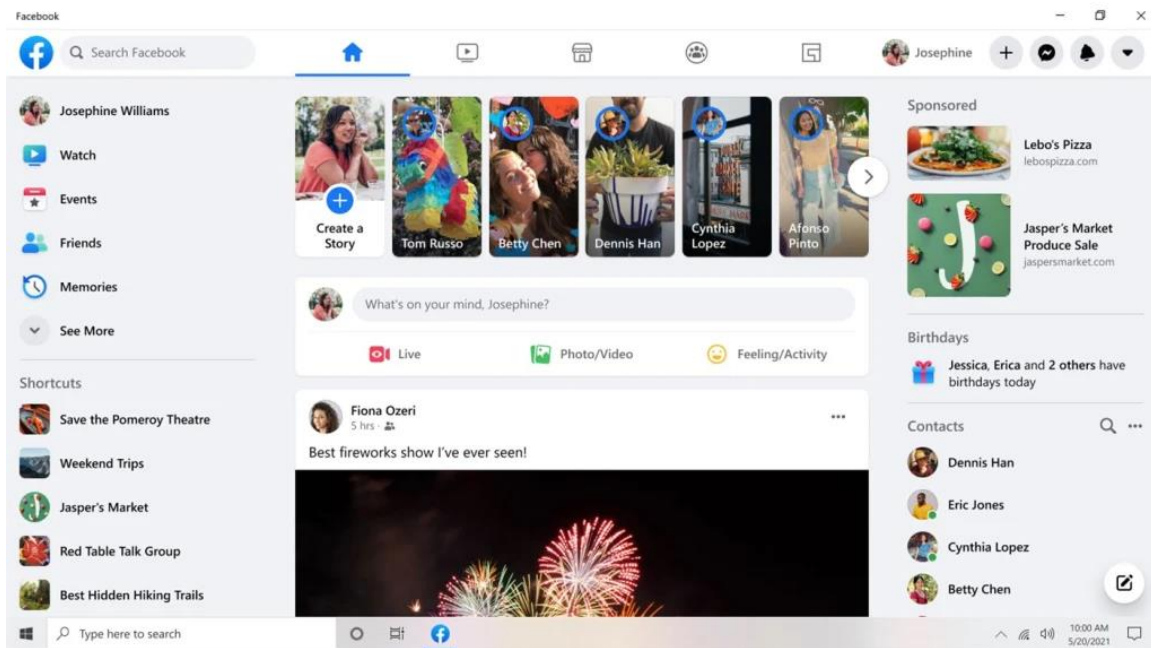 Facebook
Search Facebook
Josephine
Josephine Williams
Watch
Events
Friends
Memories
See More
Shortcuts
Save the Pomeroy Theatre
Weekend Trips
Jasper's Market
Red Table Talk Group
Best Hidden Hiking Trails
Create a
Story
Tom Russo
Betty Chen
Dennis Han
Cynthia
Lopez
Afonso
Pinto
What's on your mind, Josephine?
Live
Photo/Video
Feeling/Activity
Fiona Ozeri
5 hrs ·
Best fireworks show I've ever seen!
Sponsored
Lebo's Pizza
lebospizza.com
Jasper's Market
Produce Sale
jaspersmarket.com
Birthdays
Jessica, Erica and 2 others have
birthdays today
Contacts
Dennis Han
Eric Jones
Cynthia Lopez
Betty Chen
Type here to search
10:00 AM
5/20/2021